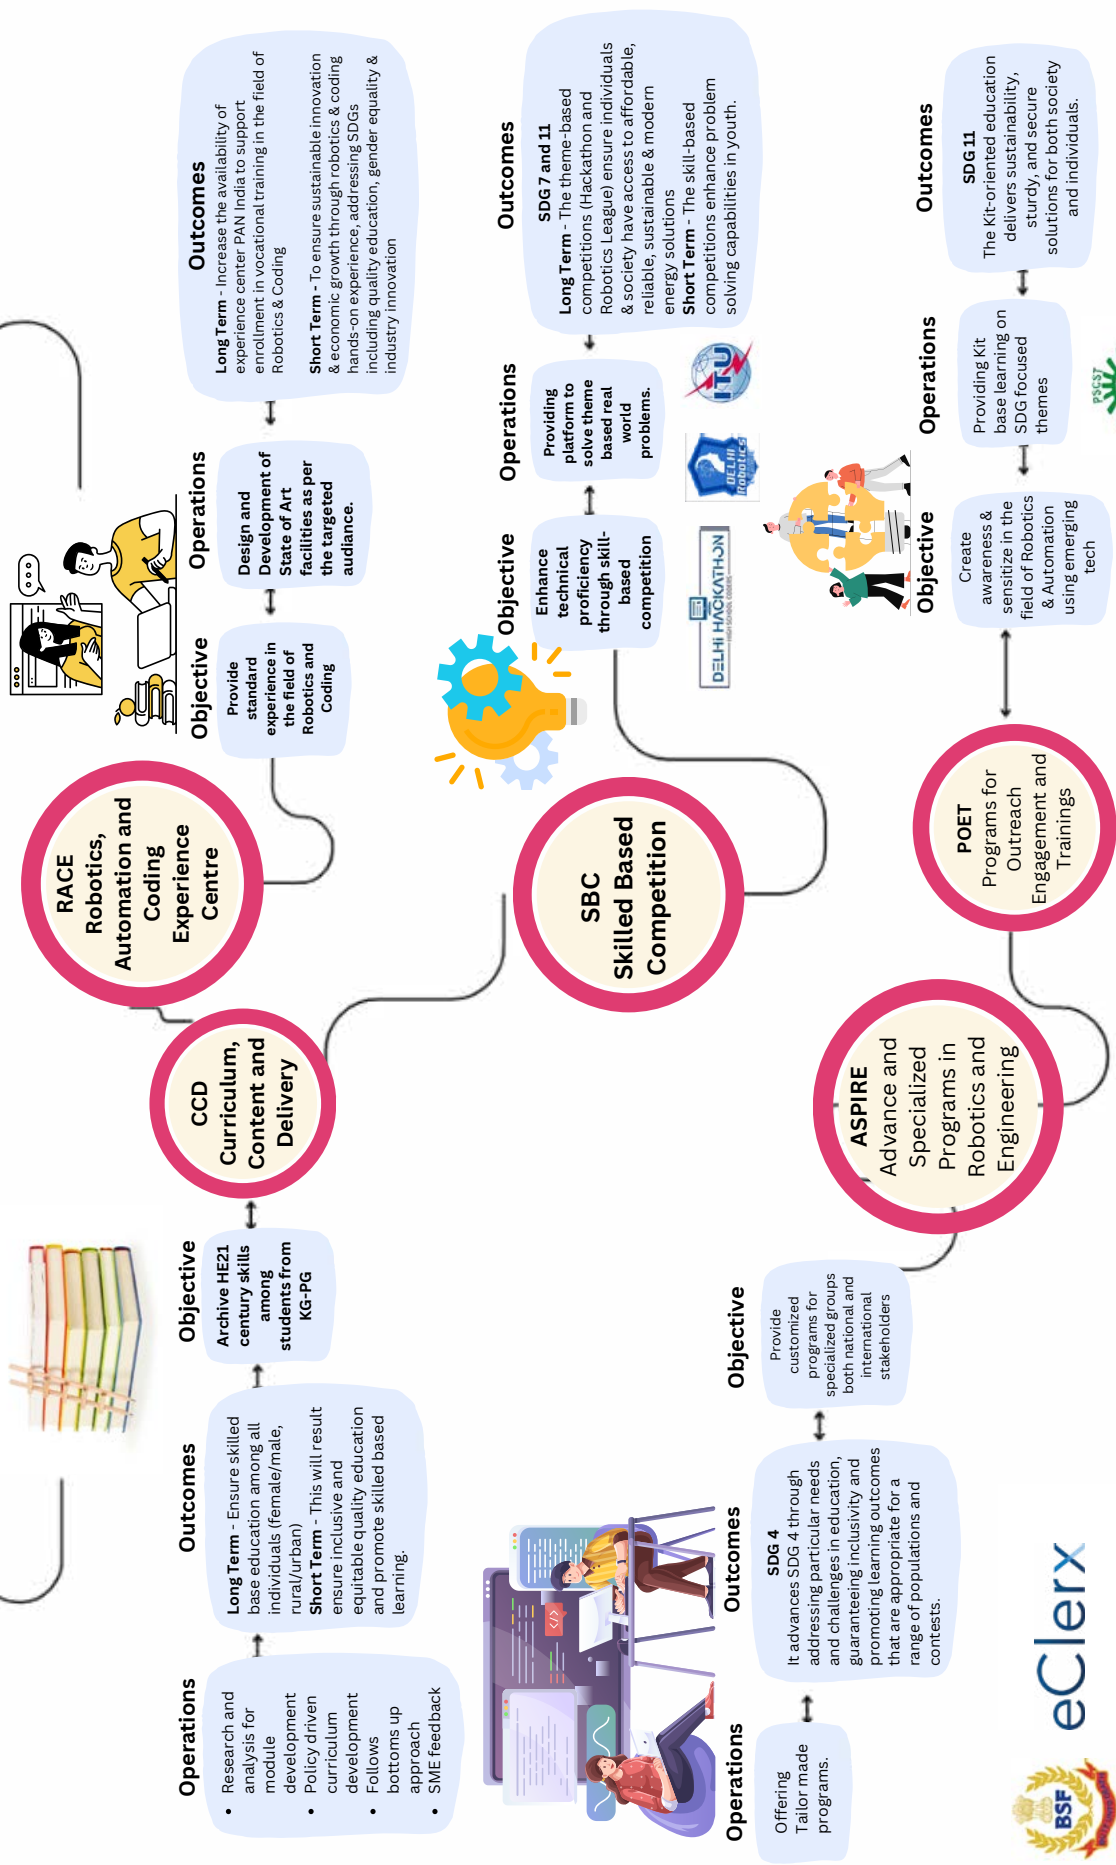 Operations
• Research and
analysis for
module
development
• Policy driven
curriculum
development
• Follows
bottoms up
approach
• SME feedback
Outcomes
Long Term - Ensure skilled
base education among all
individuals (female/male,
rural/urban)
Short Term - This will result
ensure inclusive and
equitable quality education
and promote skilled based
learning.
Objective
Archive HE21
century skills
among
students from
KG-PG
CCD
Curriculum,
Content and
Delivery
RACE
Robotics,
Automation and
Coding
Experience
Centre
Objective
Provide
standard
experience in
the field of
Robotics and
Coding
Operations
Design and
Development of
State of Art
facilities as per
the targeted
audiance.
Outcomes
Long Term - Increase the availability of
experience center PAN India to support
enrollment in vocational training in the field of
Robotics & Coding
Short Term - To ensure sustainable innovation
& economic growth through robotics & coding
hands-on experience, addressing SDGs
including quality education, gender equality &
industry innovation
SBC
Skilled Based
Competition
Objective
Enhance
technical
proficiency
through skill-
based
competition
Operations
Providing
platform to
solve theme
based real
world
problems.
Outcomes
SDG 7 and 11
Long Term - The theme-based
competitions (Hackathon and
Robotics League) ensure individuals
& society have access to affordable,
reliable, sustainable & modern
energy solutions
Short Term - The skill-based
competitions enhance problem
solving capabilities in youth.
DELHI HACKATHON
HIGH SCHOOL CODERS
DELHI
Robotics
ITU
Operations
Offering
Tailor made
programs.
Outcomes
SDG 4
It advances SDG 4 through
addressing particular needs
and challenges in education,
guaranteeing inclusivity and
promoting learning outcomes
that are appropriate for a
range of populations and
contests.
Objective
Provide
customized
programs for
specialized groups
both national and
international
stakeholders
ASPIRE
Advance and
Specialized
Programs in
Robotics and
Engineering
POET
Programs for
Outreach
Engagement and
Trainings
Objective
Create
awareness &
sensitize in the
field of Robotics
& Automation
using emerging
tech
Operations
Providing Kit
base learning on
SDG focused
themes
Outcomes
SDG 11
The Kit-oriented education
delivers sustainability,
sturdy, and secure
solutions for both society
and individuals.
BSF
eClerx
PSCST